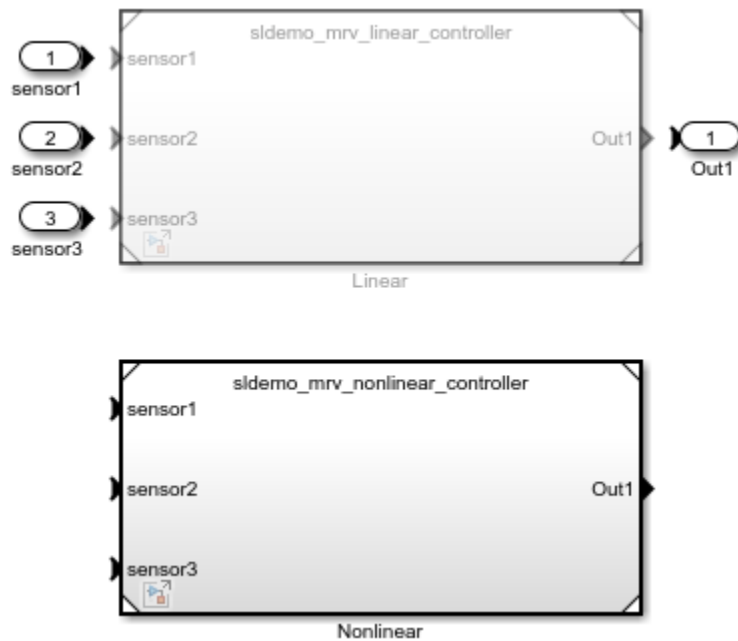 sldemo_mrv_linear_controller
1
sensor1
sensor1
2
sensor2
sensor2
Out1
1
Out1
3
sensor3
sensor3
Linear
sldemo_mrv_nonlinear_controller
sensor1
sensor2
Out1
sensor3
Nonlinear